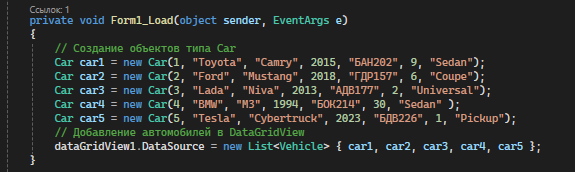 Ссылок: 1
private void Form1_Load(object sender, EventArgs e)
{
// Создание объектов типа Car
Car car1 = new Car(1, "Toyota", "Camry", 2015, "БАН202", 9, "Sedan");
Car car2 = new Car(2, "Ford", "Mustang", 2018, "ГДР157", 6, "Coupe");
Car car3 = new Car(3, "Lada", "Niva", 2013, "АДВ177", 2, "Universal");
Car car4 = new Car(4, "BMW", "M3", 1994, "БОК214", 30, "Sedan" );
Car car5 = new Car(5, "Tesla", "Cybertruck", 2023, "БДВ226", 1, "Pickup");
// Добавление автомобилей в DataGridView
dataGridView1.DataSource = new List<Vehicle> { car1, car2, car3, car4, car5 };
}